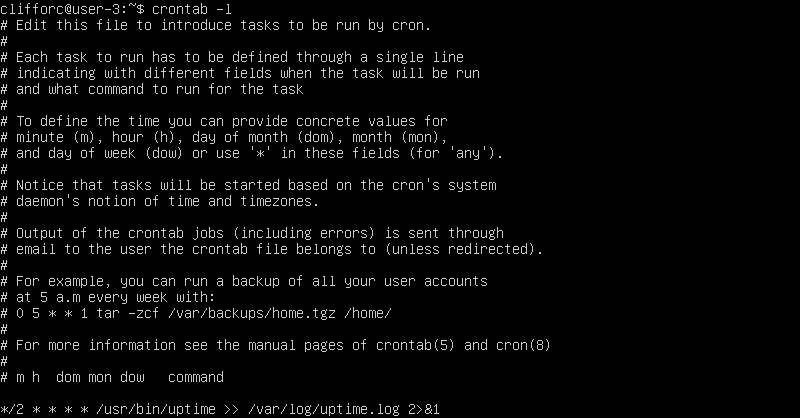 clifforc@user-3:~$ crontab -l
# Edit this file to introduce tasks to be run by cron.
#
# Each task to run has to be defined through a single line
# indicating with different fields when the task will be run
# and what command to run for the task
#
# To define the time you can provide concrete values for
# minute (m), hour (h), day of month (dom), month (mon),
# and day of week (dow) or use '*' in these fields (for 'any').
#
# Notice that tasks will be started based on the cron's system
# daemon's notion of time and timezones.
#
# Output of the crontab jobs (including errors) is sent through
# email to the user the crontab file belongs to (unless redirected).
#
# For example, you can run a backup of all your user accounts
# at 5 a.m every week with:
# 0 5 * * 1 tar -zcf /var/backups/home.tgz /home/
#
# For more information see the manual pages of crontab(5) and cron(8)
#
# m h  dom mon dow   command

*/2 * * * * /usr/bin/uptime >> /var/log/uptime.log 2>&1